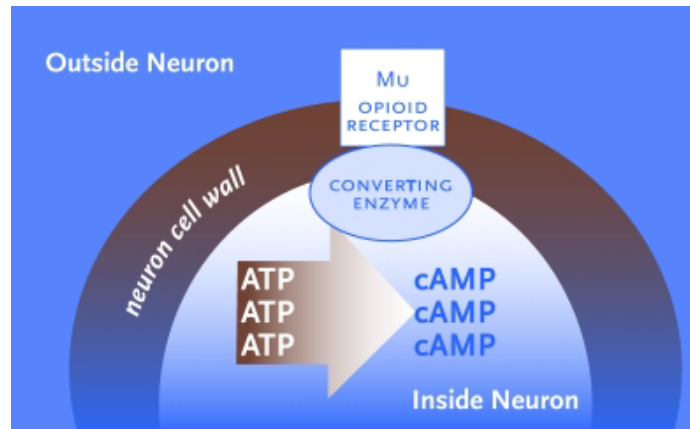 Outside Neuron
Mu
OPIOID
RECEPTOR
CONVERTING
ENZYME
neuron cell wall
ATP cAMP
ATP cAMP
ATP cAMP
Inside Neuron